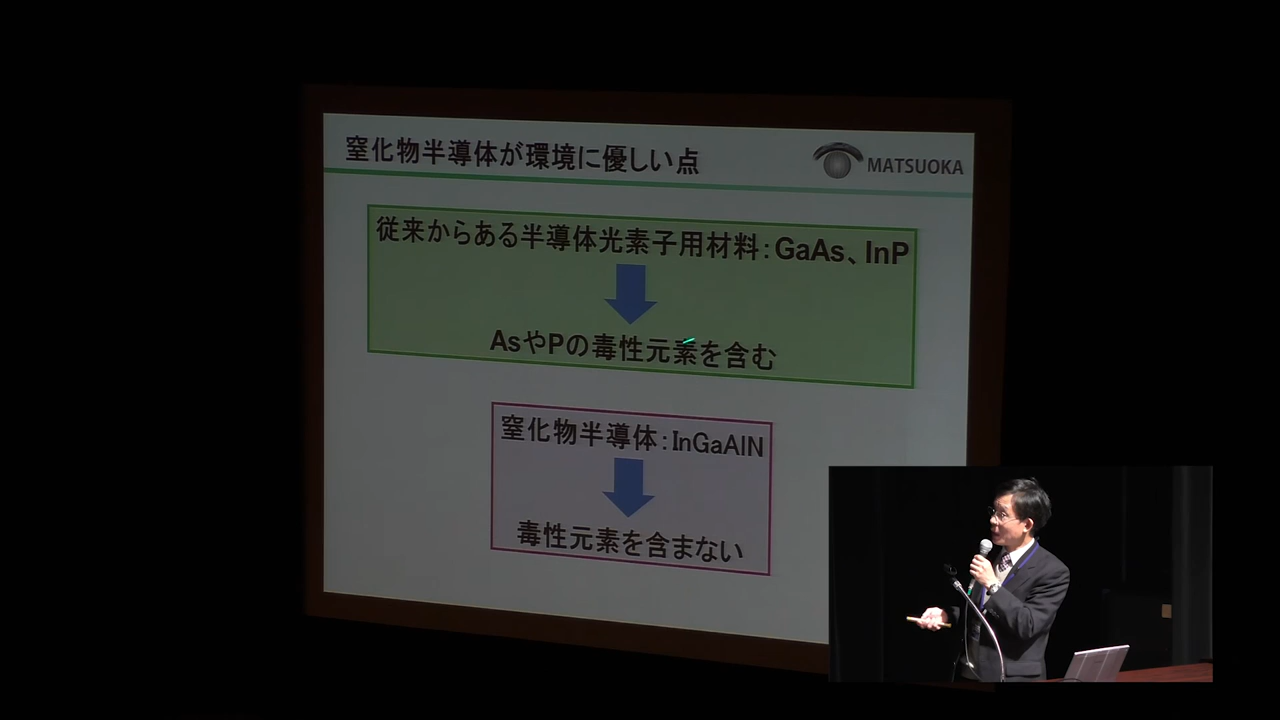 窒化物半導体が環境に優しい点
MATSUOKA
従来からある半導体光素子用材料：GaAs、InP
AsやPの毒性元素を含む
窒化物半導体：InGaAlN
毒性元素を含まない